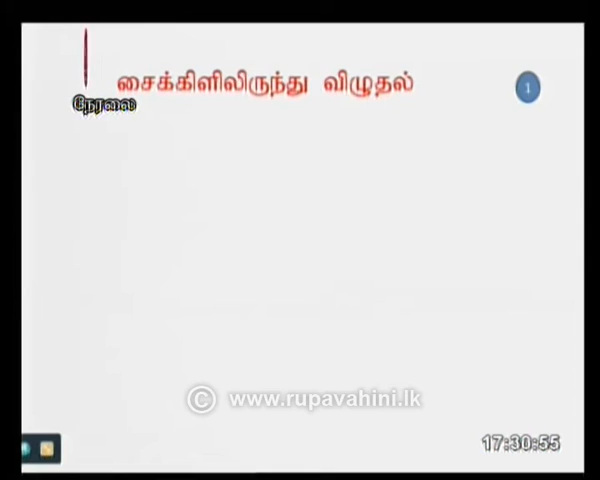 சைக்கிளிலிருந்து விழுதல்
1
நேரலை
© www.rupavahini.lk
17:30:55